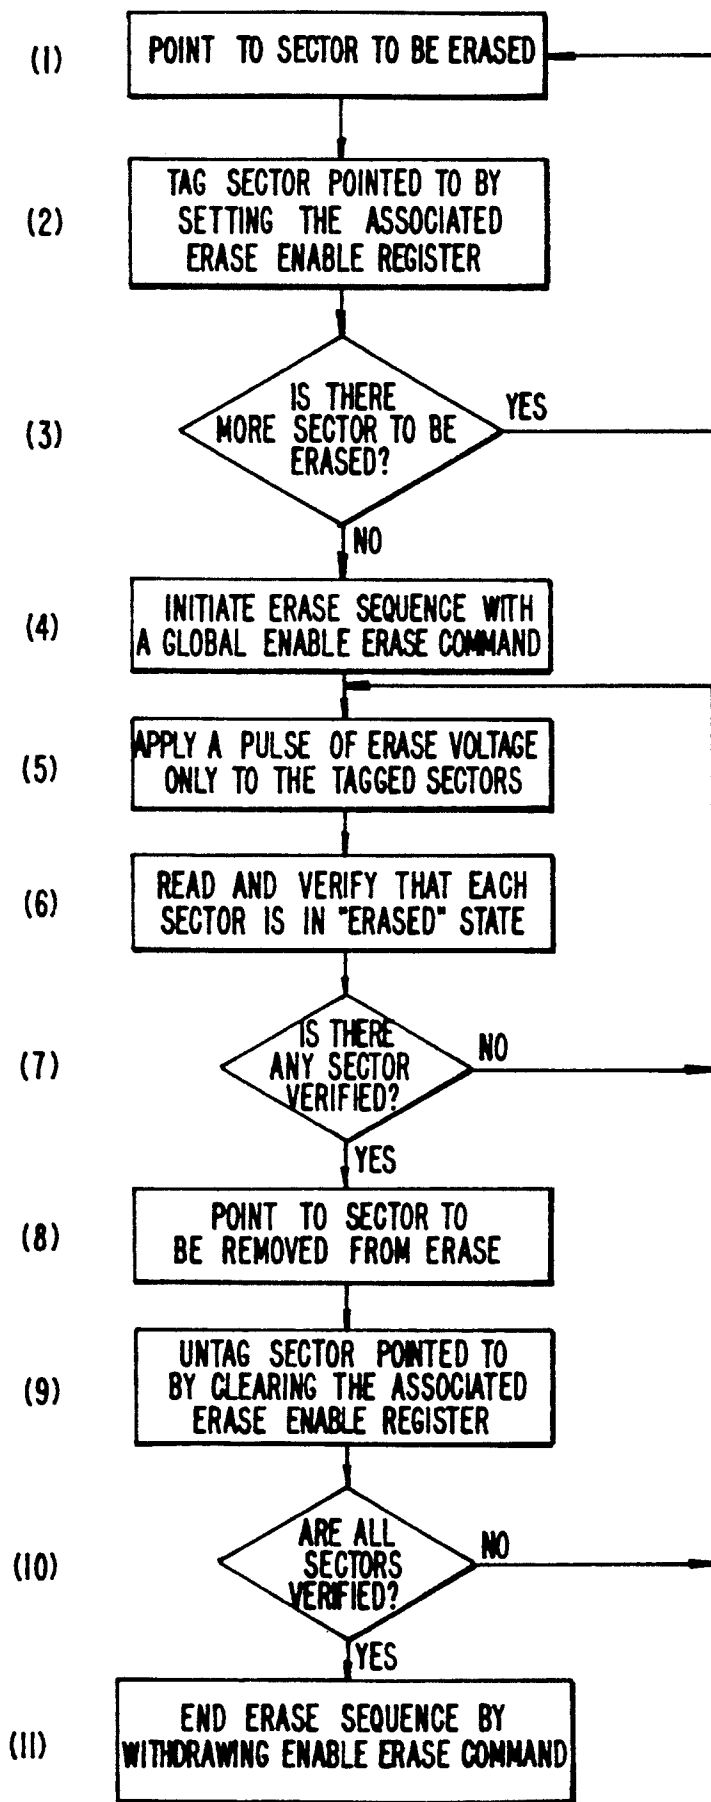 (1)
POINT TO SECTOR TO BE ERASED
(2)
TAG SECTOR POINTED TO BY
SETTING THE ASSOCIATED
ERASE ENABLE REGISTER
(3)
IS THERE
MORE SECTOR TO BE
ERASED?
YES
NO
(4)
INITIATE ERASE SEQUENCE WITH
A GLOBAL ENABLE ERASE COMMAND
(5)
APPLY A PULSE OF ERASE VOLTAGE
ONLY TO THE TAGGED SECTORS
(6)
READ AND VERIFY THAT EACH
SECTOR IS IN "ERASED" STATE
(7)
IS THERE
ANY SECTOR
VERIFIED?
NO
YES
(8)
POINT TO SECTOR TO
BE REMOVED FROM ERASE
(9)
UNTAG SECTOR POINTED TO
BY CLEARING THE ASSOCIATED
ERASE ENABLE REGISTER
(10)
ARE ALL
SECTORS
VERIFIED?
NO
YES
(11)
END ERASE SEQUENCE BY
WITHDRAWING ENABLE ERASE COMMAND